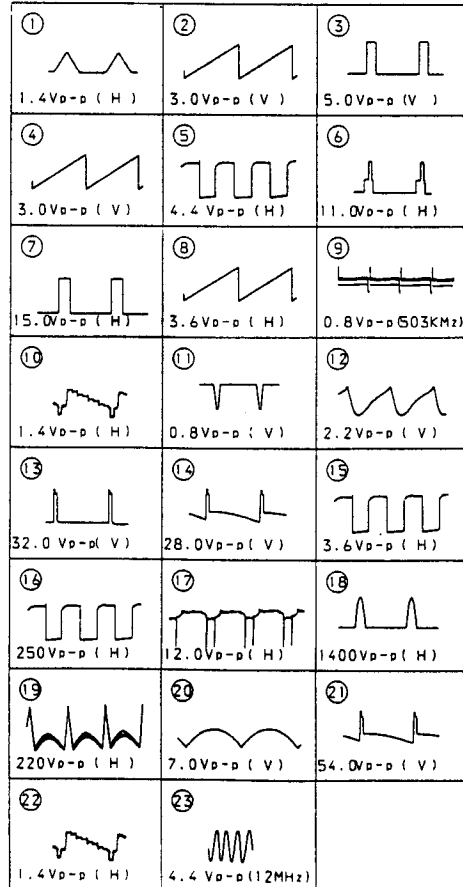 ① ② ③
1.4Vp-p ( H ) 3.0Vp-p ( V ) 5.0Vp-p ( V )
④ ⑤ ⑥
3.0Vp-p ( V ) 4.4 Vp-p ( H ) 11.0Vp-p ( H )
⑦ ⑧ ⑨
15.0Vp-p ( H ) 3.6Vp-p ( H ) 0.8Vp-p (503KMz)
⑩ ⑪ ⑫
1.4Vp-p ( H ) 0.8Vp-p ( V ) 2.2Vp-p ( V )
⑬ ⑭ ⑮
32.0 Vp-p( V ) 28.0Vp-p ( V ) 3.6Vp-p ( H )
⑯ ⑰ ⑱
250Vp-p ( H ) 12.0Vp-p ( H ) 1400Vp-p ( H )
⑲ ⑳ ㉑
220Vp-p ( H ) 7.0Vp-p ( V ) 54.0Vp-p ( V )
㉒ ㉓
1.4Vp-p ( H ) 4.4 Vp-p (12MHz)